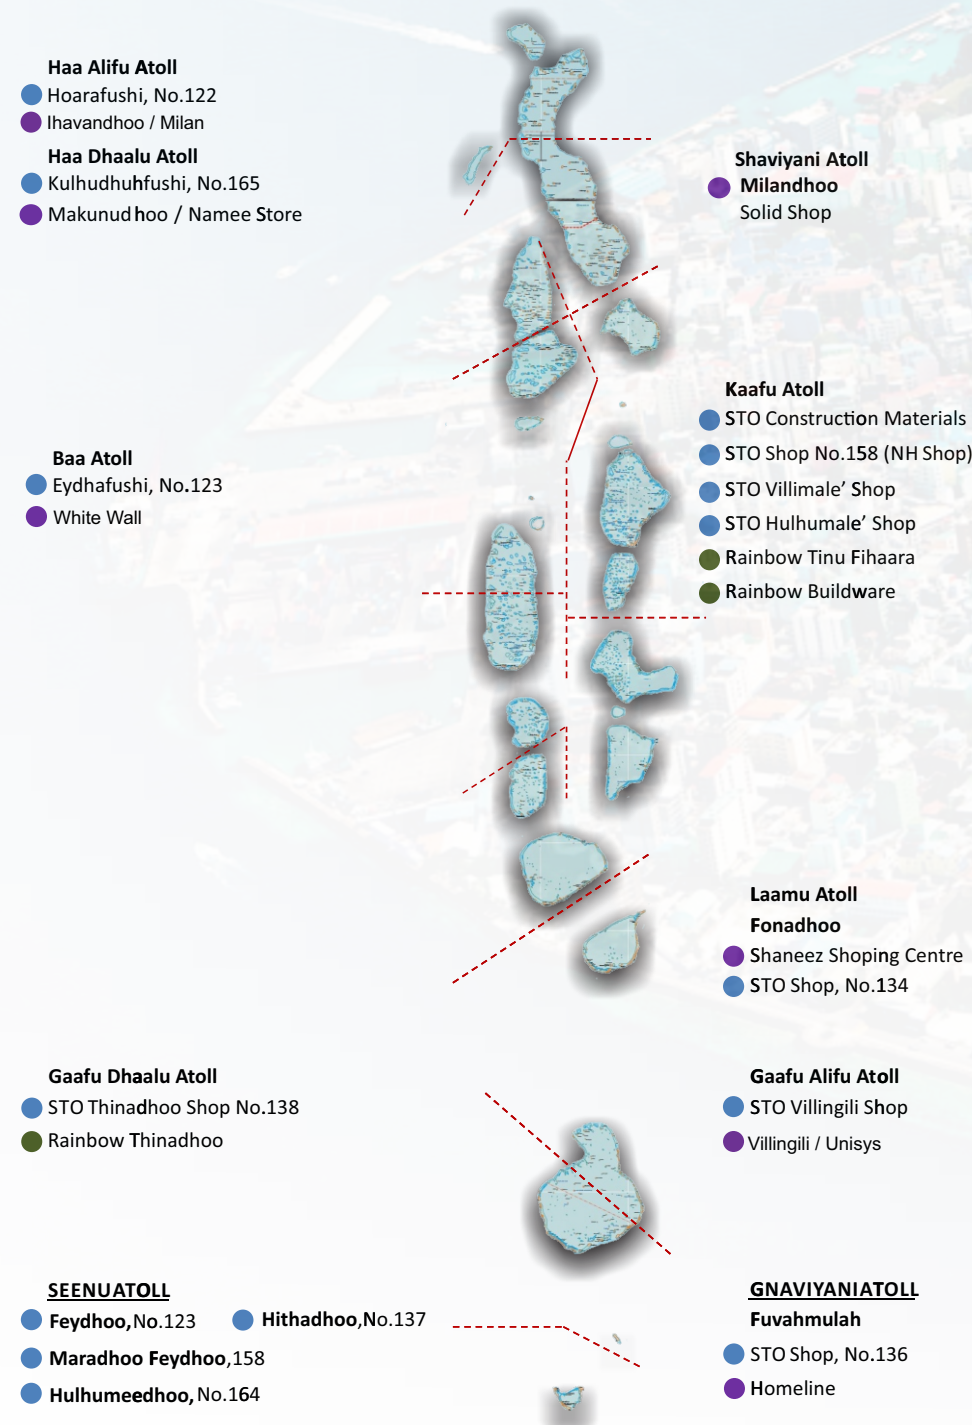 Haa Alifu Atoll
Hoarafushi, No.122
Ihavandhoo / Milan
Haa Dhaalu Atoll
Kulhudhuhfushi, No.165
Makunudhoo / Namee Store
Shaviyani Atoll
Milandhoo
Solid Shop
Kaafu Atoll
STO Construction Materials
STO Shop No.158 (NH Shop)
STO Villimale’ Shop
STO Hulhumale’ Shop
Rainbow Tinu Fihaara
Rainbow Buildware
Baa Atoll
Eydhafushi, No.123
White Wall
Laamu Atoll
Fonadhoo
Shaneez Shoping Centre
STO Shop, No.134
Gaafu Dhaalu Atoll
STO Thinadhoo Shop No.138
Rainbow Thinadhoo
Gaafu Alifu Atoll
STO Villingili Shop
Villingili / Unisys
SEENUATOLL
Feydhoo,No.123 Hithadhoo,No.137
Maradhoo Feydhoo,158
Hulhumeedhoo, No.164
GNAVIYANIATOLL
Fuvahmulah
STO Shop, No.136
Homeline